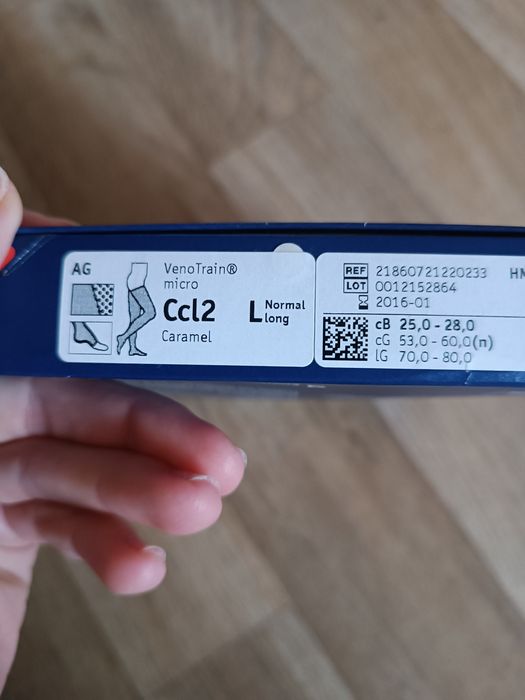 AG
VenoTrain®
micro
Ccl2
Caramel
L Normal
long
REF 21860721220233
LOT 0012152864
2016-01
cB 25,0 - 28,0
cG 53,0 - 60,0(n)
lG 70,0 - 80,0